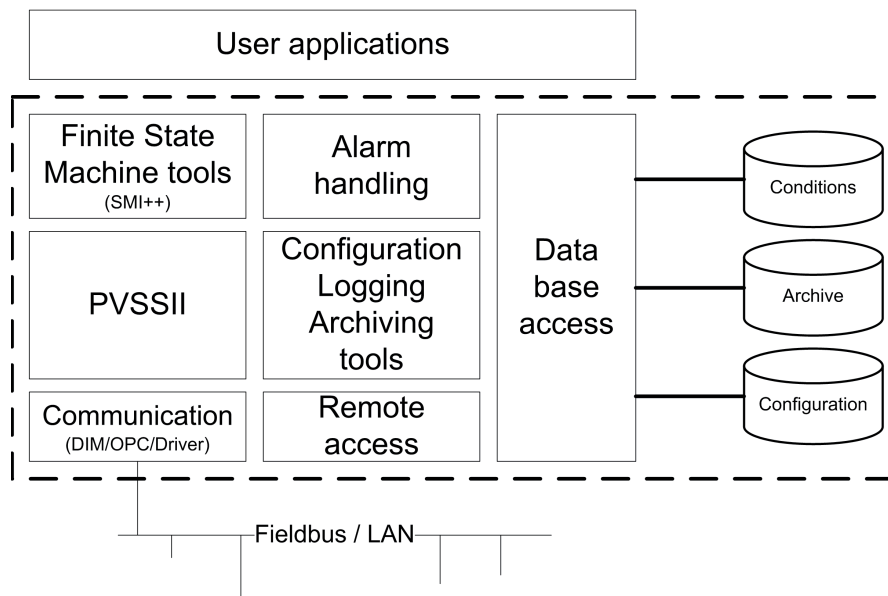 User applications
Finite State
Machine tools
(SMI++)
Alarm
handling
PVSSII
Configuration
Logging
Archiving
tools
Communication
(DIM/OPC/Driver)
Remote
access
Data
base
access
Conditions
Archive
Configuration
Fieldbus / LAN